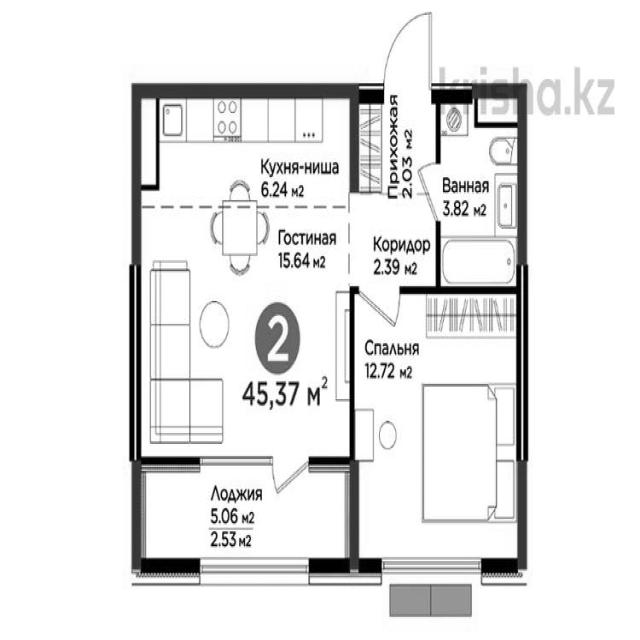 krisha.kz
Кухня-ниша
6.24 м2
Прихожая
2.03 м2
Ванная
3.82 м2
Гостиная
15.64 м2
Коридор
2.39 м2
2
45,37 м²
Спальня
12.72 м2
Лоджия
5.06 м2
2.53 м2